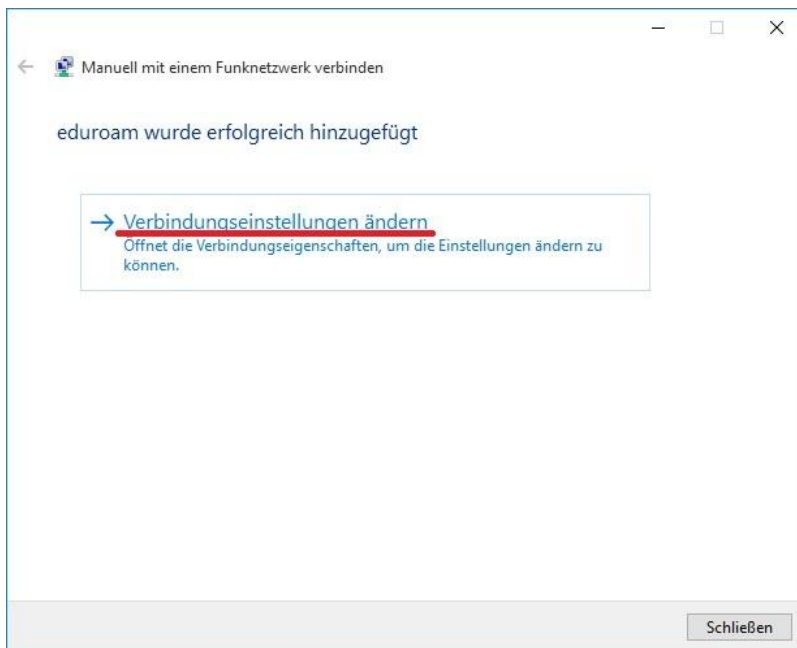 Manuell mit einem Funknetzwerk verbinden
eduroam wurde erfolgreich hinzugefügt
Verbindungseinstellungen ändern
Öffnet die Verbindungseigenschaften, um die Einstellungen ändern zu
können.
Schließen